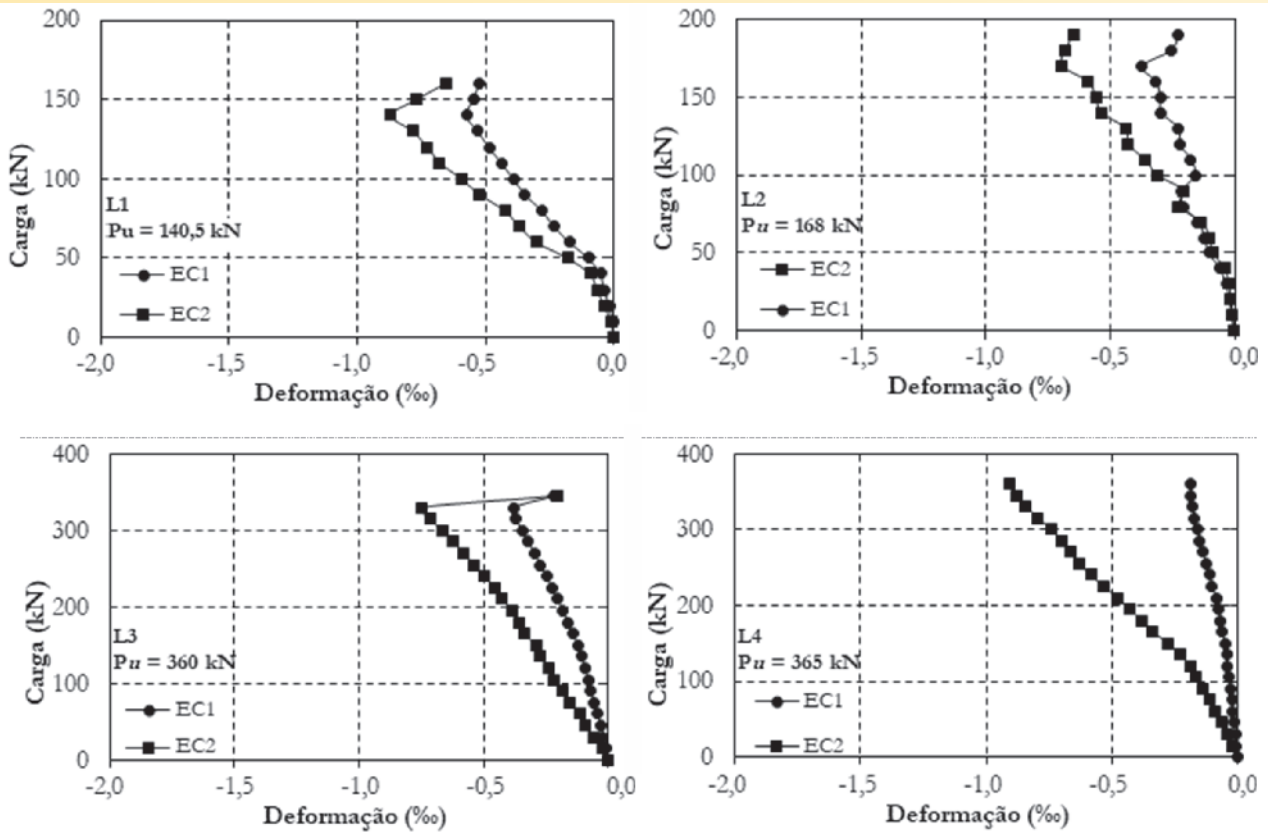 200
150
100
50
0
Carga (kN)
L1
Pu = 140,5 kN
EC1
EC2
-2,0 -1,5 -1,0 -0,5 0,0
Deformação (‰)
200
150
100
50
0
Carga (kN)
L2
Pu = 168 kN
EC2
EC1
-2,0 -1,5 -1,0 -0,5 0,0
Deformação (‰)
400
300
200
100
0
Carga (kN)
L3
Pu = 360 kN
EC1
EC2
-2,0 -1,5 -1,0 -0,5 0,0
Deformação (‰)
400
300
200
100
0
Carga (kN)
L4
Pu = 365 kN
EC1
EC2
-2,0 -1,5 -1,0 -0,5 0,0
Deformação (‰)